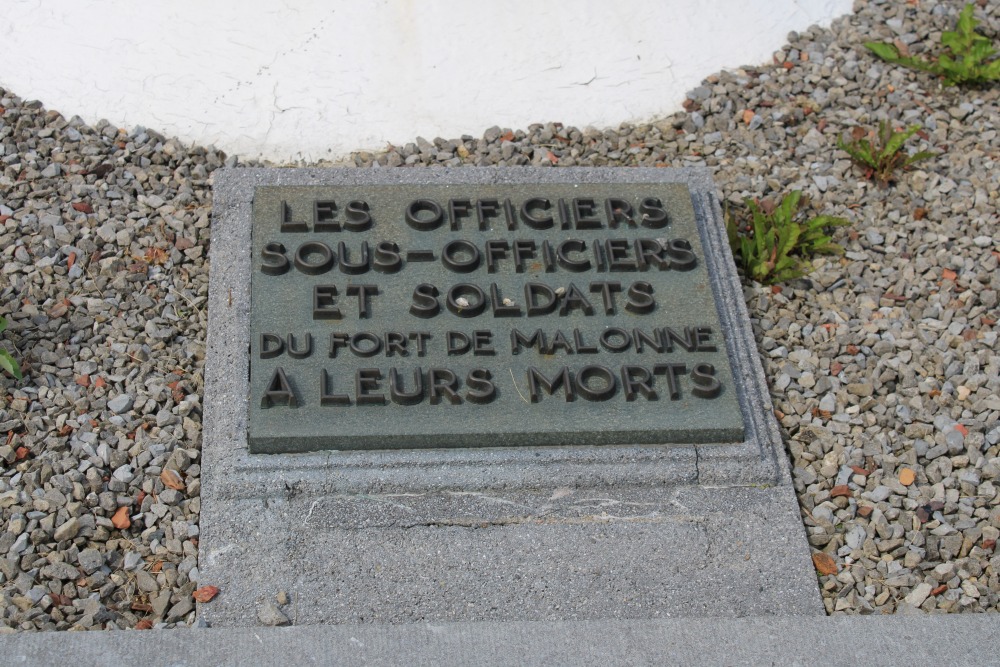 LES OFFICIERS
SOUS-OFFICIERS
ET SOLDATS
DU FORT DE MALONNE
A LEURS MORTS